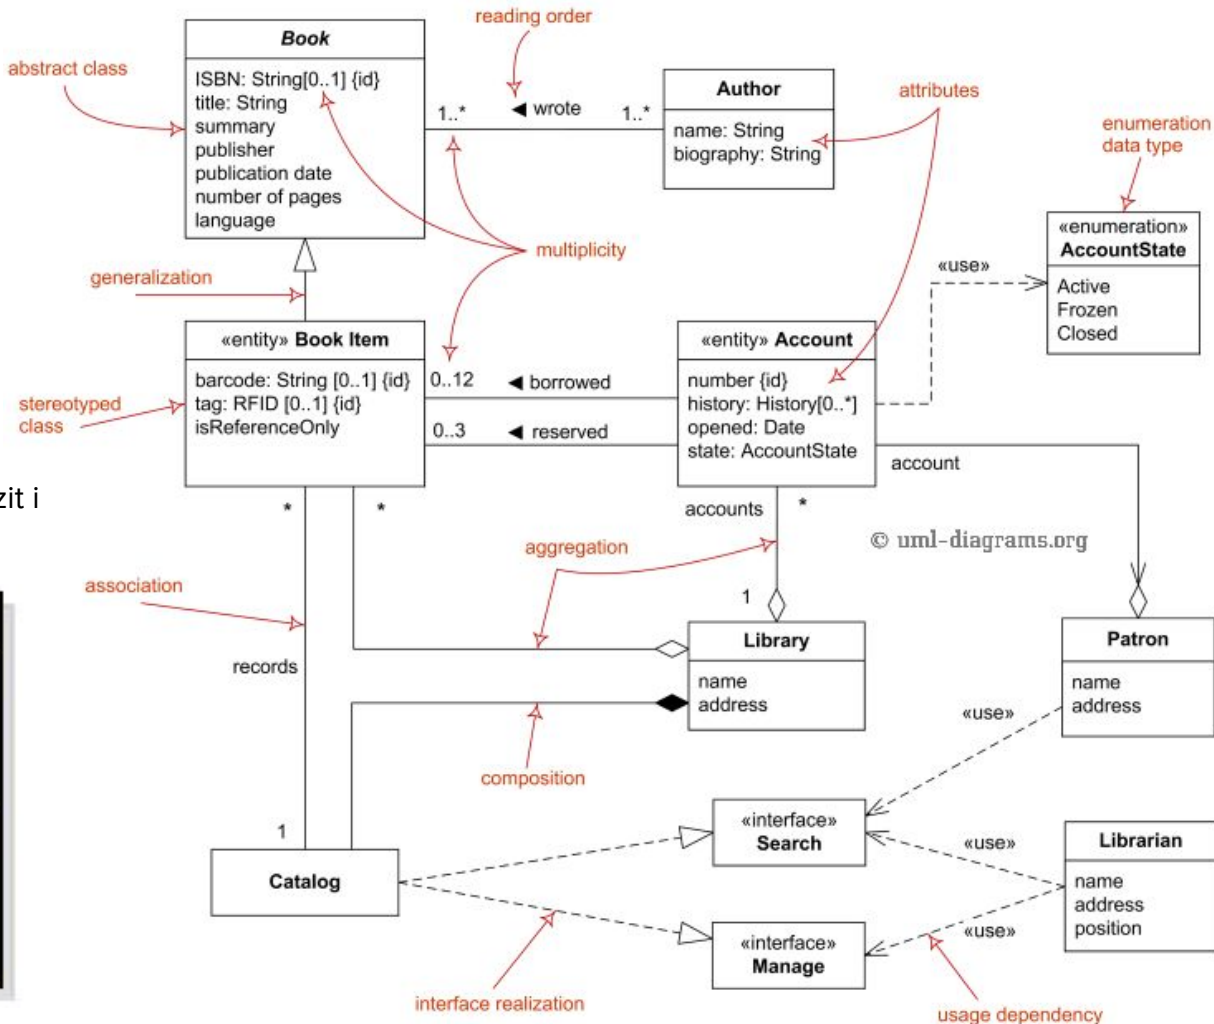 reading order
Book
abstract class
ISBN: String[0..1] {id}
title: String
summary
publisher
publication date
number of pages
language
1..*
◄ wrote
1..*
Author
name: String
biography: String
attributes
enumeration
data type
«enumeration»
AccountState
Active
Frozen
Closed
multiplicity
generalization
«use»
«entity» Book Item
barcode: String [0..1] {id}
tag: RFID [0..1] {id}
isReferenceOnly
stereotyped
class
0..12
◄ borrowed
0..3
◄ reserved
«entity» Account
number {id}
history: History[0..*]
opened: Date
state: AccountState
account
zit i
*
*
accounts
*
© uml-diagrams.org
aggregation
association
1
Library
name
address
Patron
name
address
records
composition
«use»
1
Catalog
«interface»
Search
«use»
Librarian
name
address
position
«use»
«interface»
Manage
interface realization
usage dependency